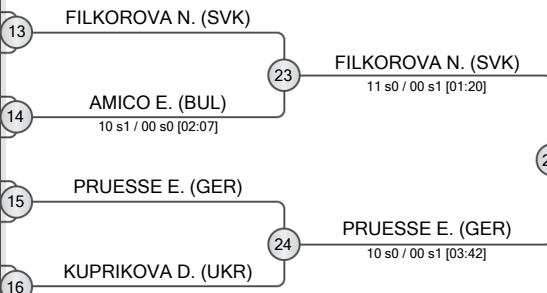 13
FILKOROVA N. (SVK)
23
FILKOROVA N. (SVK)
11 s0 / 00 s1 [01:20]
14
AMICO E. (BUL)
10 s1 / 00 s0 [02:07]
15
PRUESSE E. (GER)
24
PRUESSE E. (GER)
10 s0 / 00 s1 [03:42]
16
KUPRIKOVA D. (UKR)